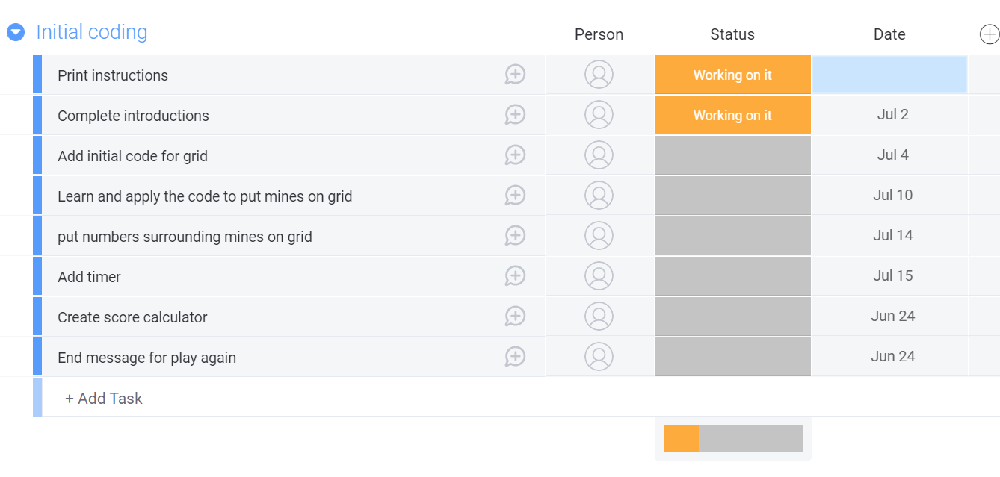 Initial coding
Person Status Date
Print instructions Working on it
Complete introductions Working on it Jul 2
Add initial code for grid Jul 4
Learn and apply the code to put mines on grid Jul 10
put numbers surrounding mines on grid Jul 14
Add timer Jul 15
Create score calculator Jun 24
End message for play again Jun 24
+ Add Task